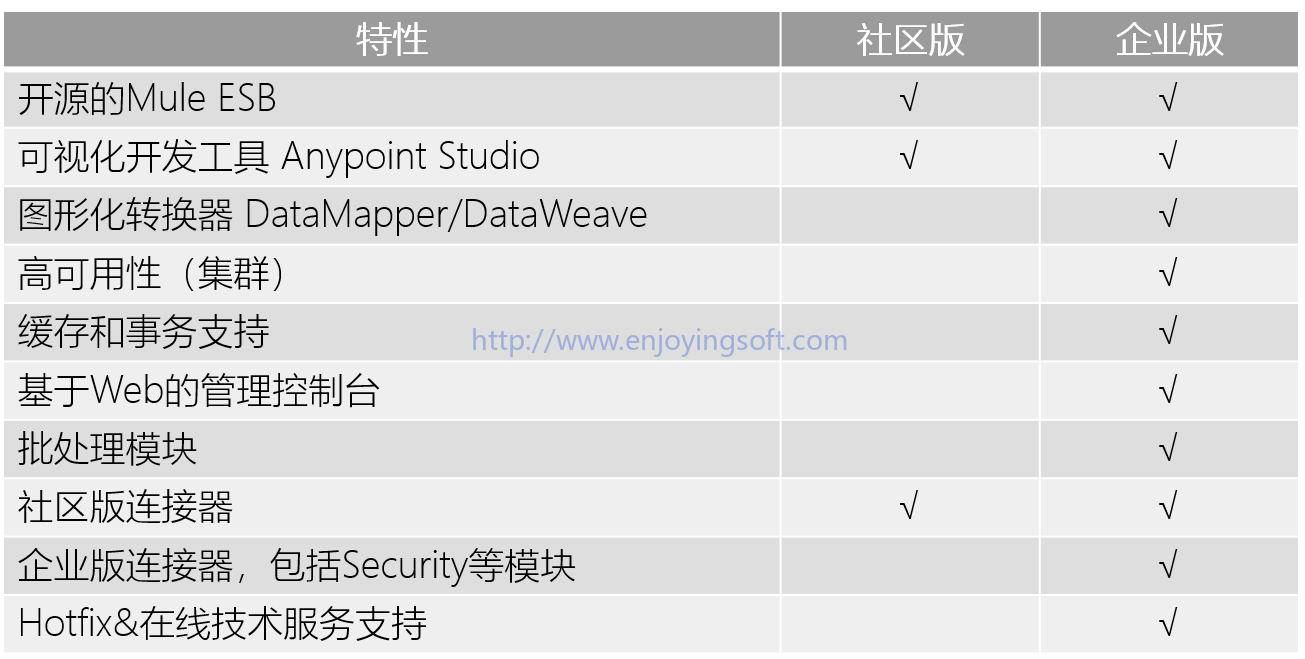 特性 社区版 企业版
开源的Mule ESB √ √
可视化开发工具 Anypoint Studio √ √
图形化转换器 DataMapper/DataWeave √
高可用性（集群） √
缓存和事务支持 √
http://www.enjoyingsoft.com
基于Web的管理控制台 √
批处理模块 √
社区版连接器 √ √
企业版连接器，包括Security等模块 √
Hotfix&在线技术服务支持 √